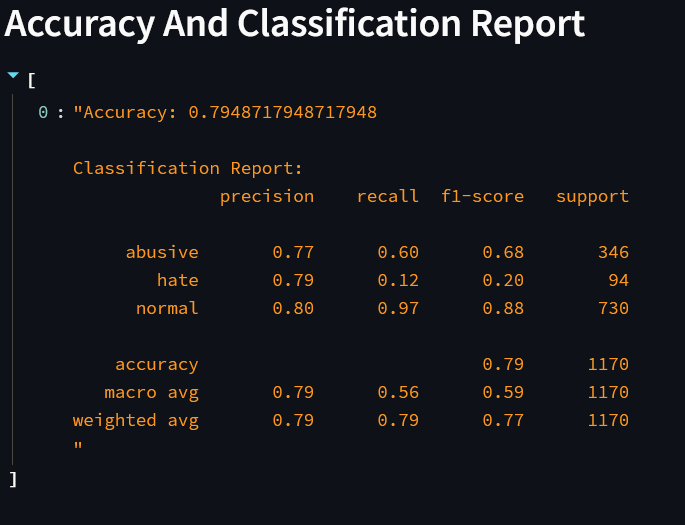 Accuracy And Classification Report
[
0 : "Accuracy: 0.7948717948717948
Classification Report:
precision recall f1-score support
abusive 0.77 0.60 0.68 346
hate 0.79 0.12 0.20 94
normal 0.80 0.97 0.88 730
accuracy 0.79 1170
macro avg 0.79 0.56 0.59 1170
weighted avg 0.79 0.79 0.77 1170
"
]